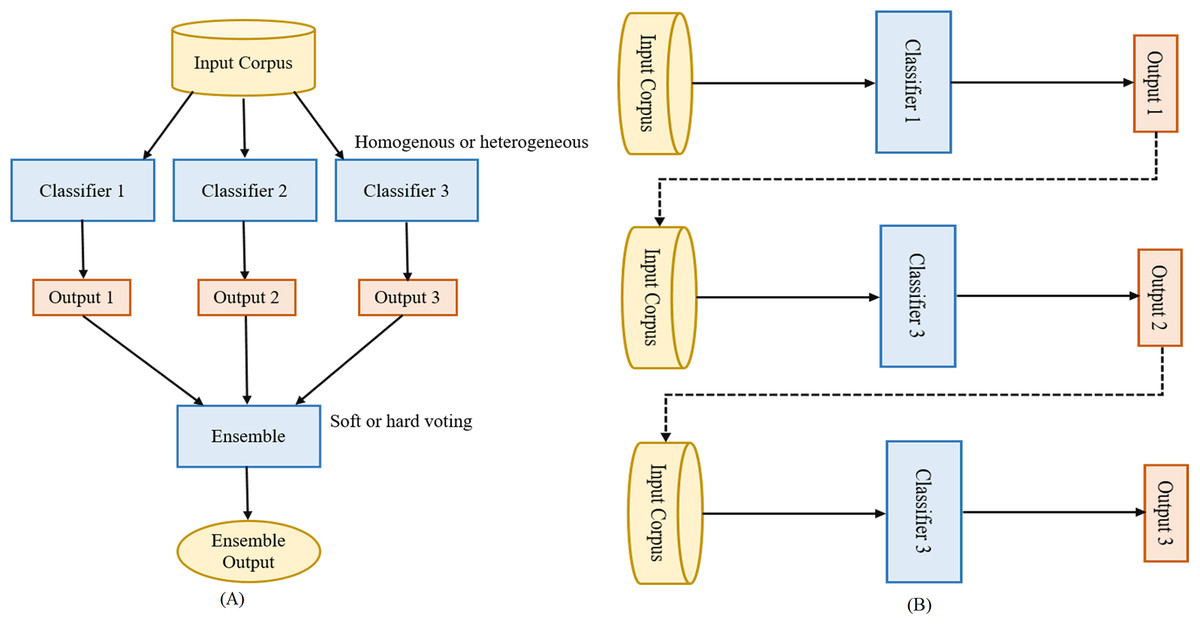 Input Corpus
Homogenous or heterogeneous
Classifier 1
Classifier 2
Classifier 3
Output 1
Output 2
Output 3
Ensemble
Soft or hard voting
Ensemble
Output
(A)
Input Corpus
Classifier 1
Output 1
Input Corpus
Classifier 3
Output 2
Input Corpus
Classifier 3
Output 3
(B)